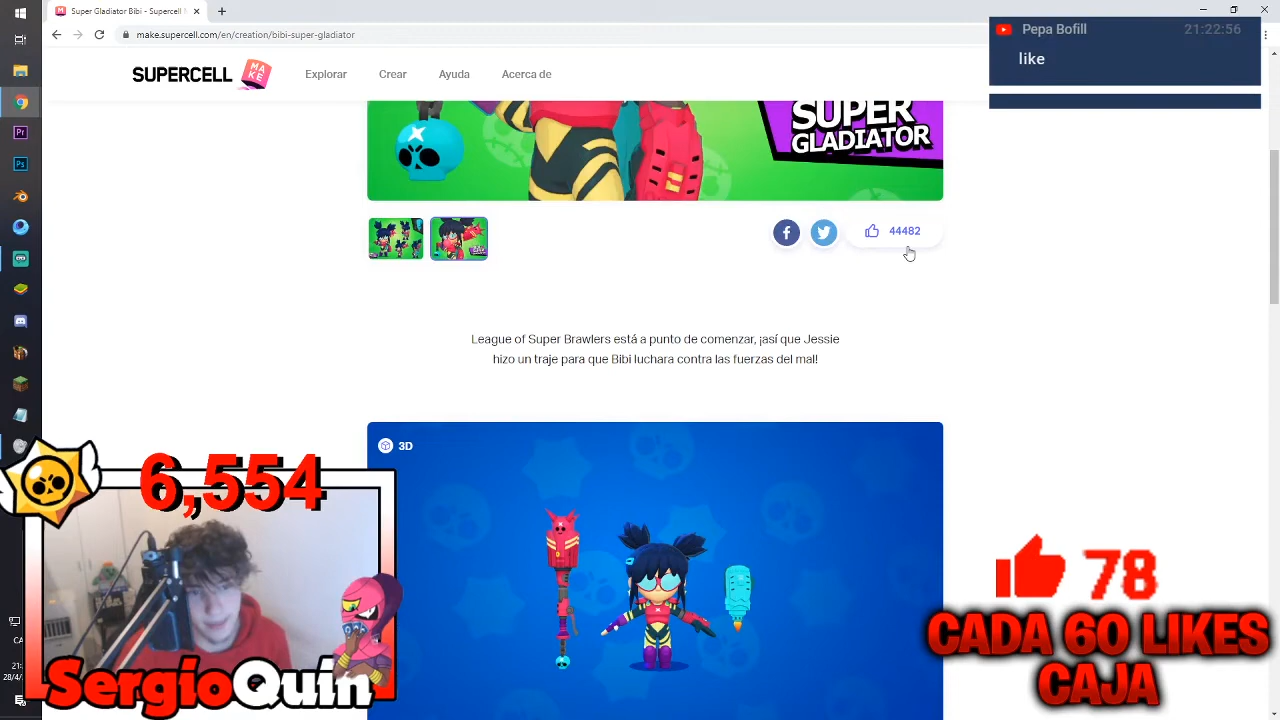 Super Gladiator Bibi - Supercell
make.supercell.com/en/creation/bibi-super-gladiator
Pepa Bofill 21:22:56
like
SUPERCELL MAKE Explorar Crear Ayuda Acerca de
SUPER
GLADIATOR
44482
League of Super Brawlers está a punto de comenzar, ¡así que Jessie
hizo un traje para que Bibi luchara contra las fuerzas del mal!
3D
6,554
78
CADA 60 LIKES
CAJA
SergioQuin